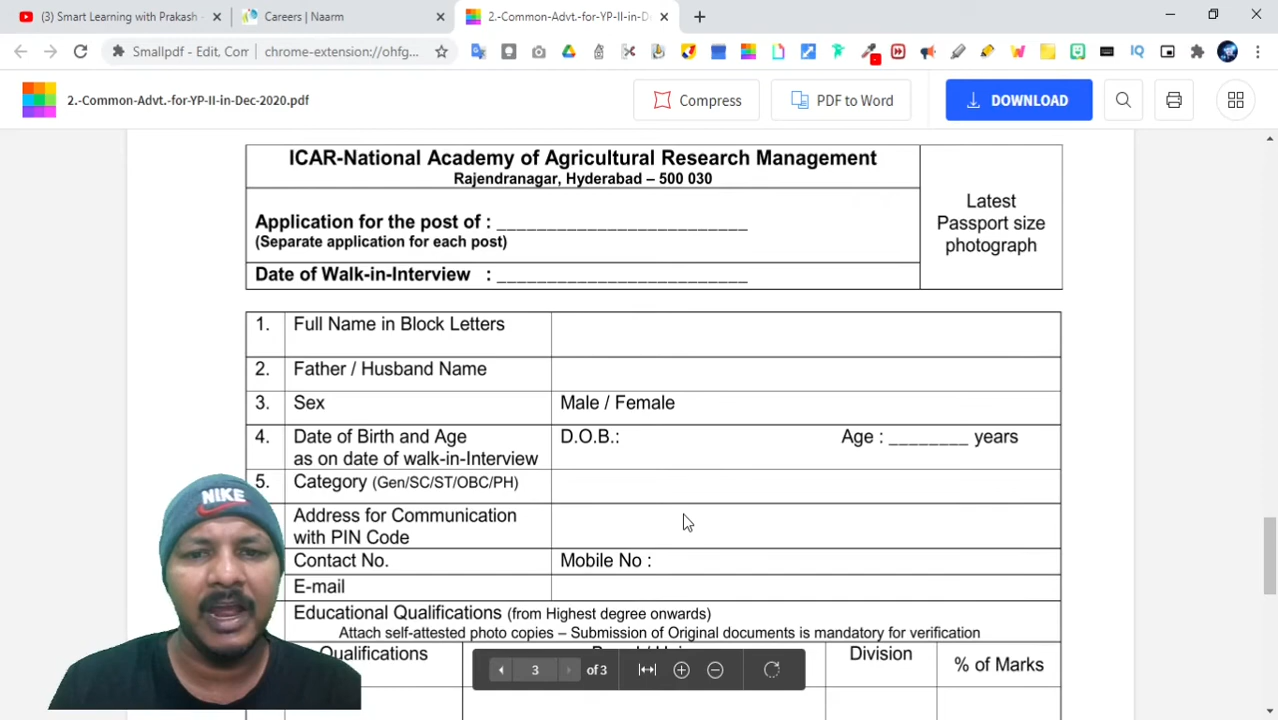 (3) Smart Learning with Prakash
Careers | Naarm
2.-Common-Advt.-for-YP-II-in-D
Smallpdf - Edit, Com
chrome-extension://ohfg...
2.-Common-Advt.-for-YP-II-in-Dec-2020.pdf
Compress
PDF to Word
DOWNLOAD
ICAR-National Academy of Agricultural Research Management
Rajendranagar, Hyderabad – 500 030
Latest
Passport size
photograph
Application for the post of : _________________________
(Separate application for each post)
Date of Walk-in-Interview : _________________________
1. Full Name in Block Letters
2. Father / Husband Name
3. Sex Male / Female
4. Date of Birth and Age D.O.B.: Age : ________ years
as on date of walk-in-Interview
5. Category (Gen/SC/ST/OBC/PH)
Address for Communication
with PIN Code
Contact No. Mobile No :
E-mail
Educational Qualifications (from Highest degree onwards)
Attach self-attested photo copies – Submission of Original documents is mandatory for verification
Qualifications Division % of Marks
3 of 3
NIKE